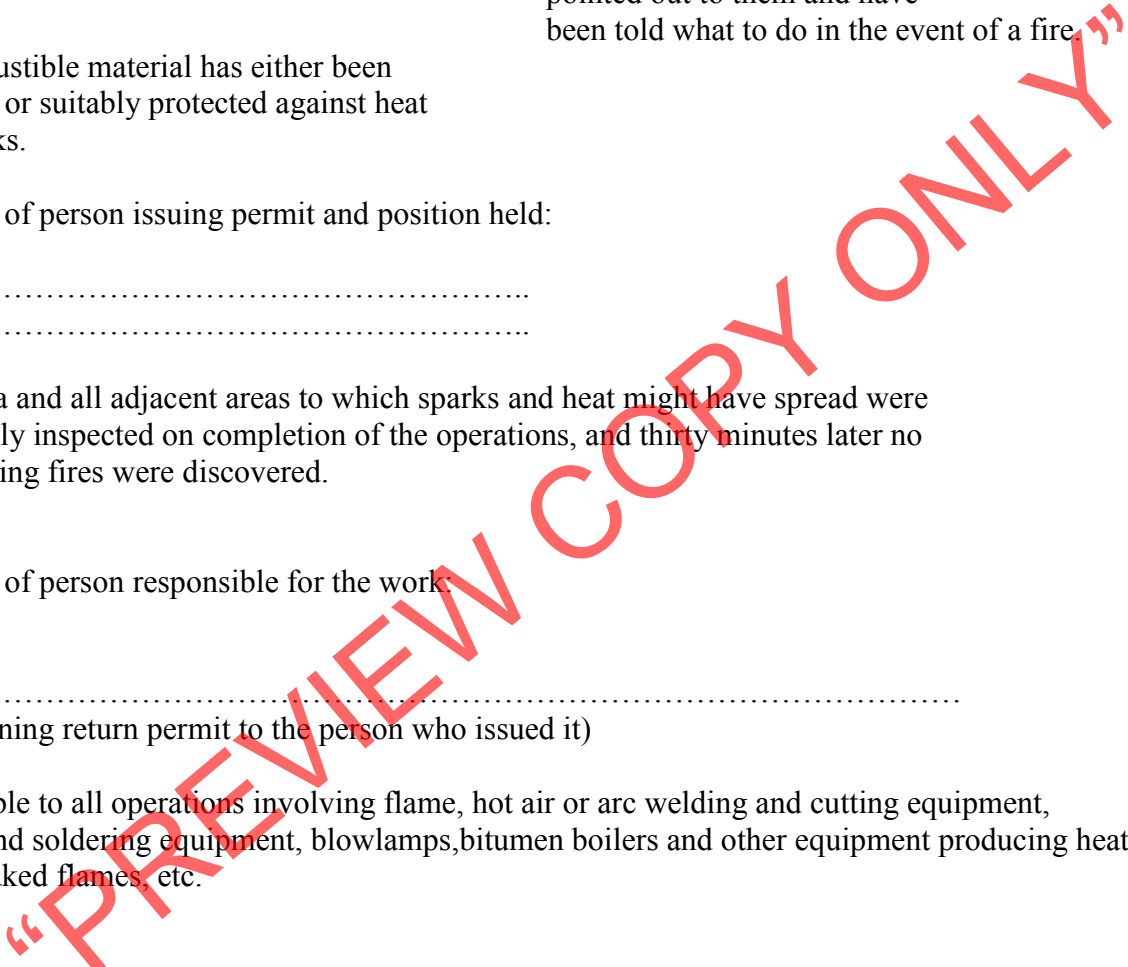 been told what to do in the event of a fire.
ustible material has either been
or suitably protected against heat
ks.
of person issuing permit and position held:
…………………………………………..
…………………………………………..
a and all adjacent areas to which sparks and heat might have spread were
ly inspected on completion of the operations, and thirty minutes later no
ing fires were discovered.
of person responsible for the work:
………………………………………………………………………………
ning return permit to the person who issued it)
ble to all operations involving flame, hot air or arc welding and cutting equipment,
nd soldering equipment, blowlamps,bitumen boilers and other equipment producing heat
ked flames, etc.
“PREVIEW COPY ONLY”